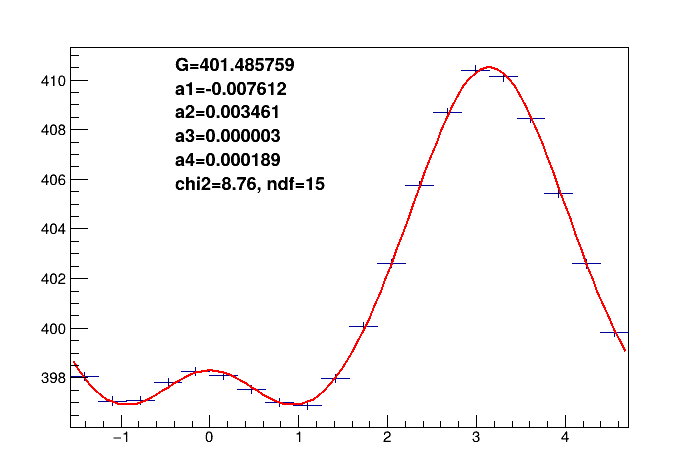 G=401.485759
a1=-0.007612
a2=0.003461
a3=0.000003
a4=0.000189
chi2=8.76, ndf=15
410
408
406
404
402
400
398
−1 0 1 2 3 4